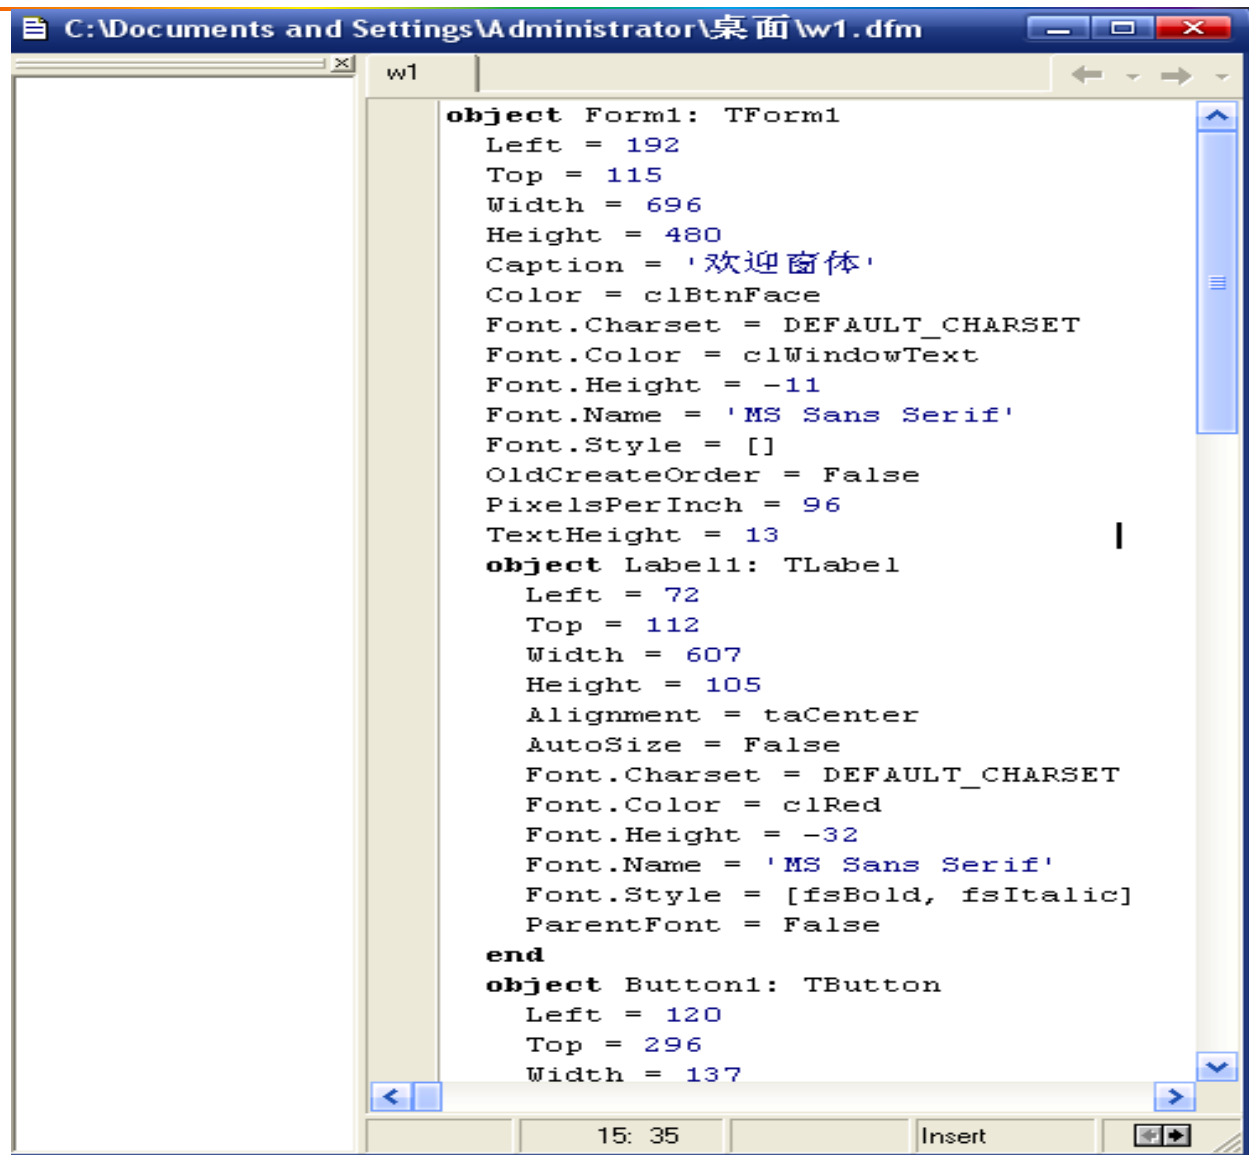 C:\Documents and Settings\Administrator\桌面\w1.dfm
w1
object Form1: TForm1
Left = 192
Top = 115
Width = 696
Height = 480
Caption = '欢迎窗体'
Color = clBtnFace
Font.Charset = DEFAULT_CHARSET
Font.Color = clWindowText
Font.Height = -11
Font.Name = 'MS Sans Serif'
Font.Style = []
OldCreateOrder = False
PixelsPerInch = 96
TextHeight = 13
object Label1: TLabel
Left = 72
Top = 112
Width = 607
Height = 105
Alignment = taCenter
AutoSize = False
Font.Charset = DEFAULT_CHARSET
Font.Color = clRed
Font.Height = -32
Font.Name = 'MS Sans Serif'
Font.Style = [fsBold, fsItalic]
ParentFont = False
end
object Button1: TButton
Left = 120
Top = 296
Width = 137
15: 35
Insert